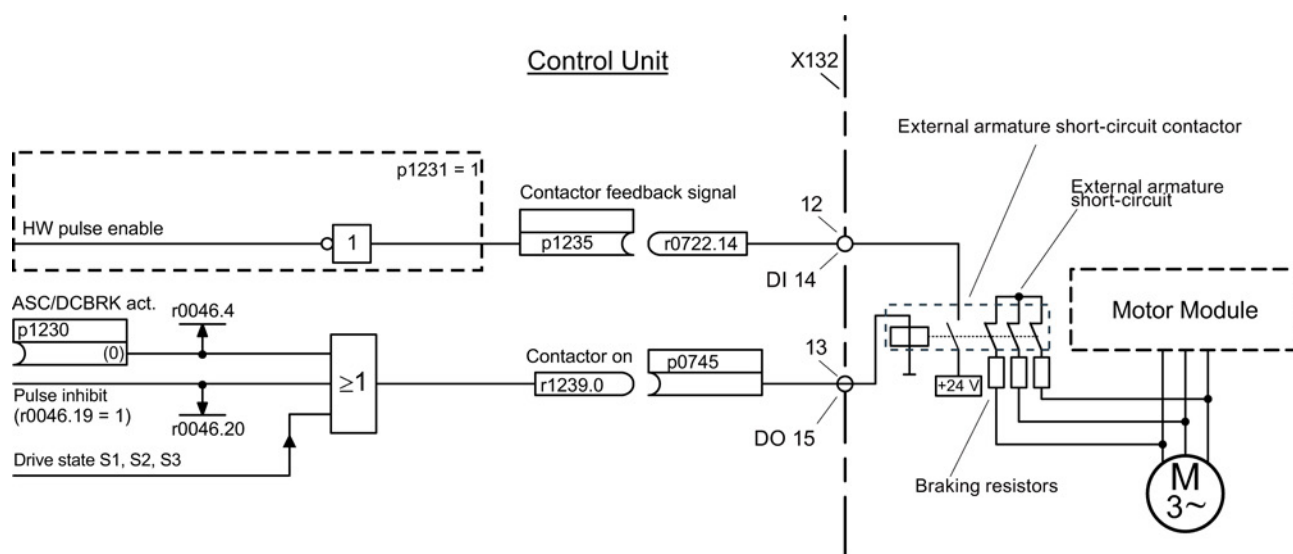 Control Unit
X132
External armature short-circuit contactor
p1231 = 1
Contactor feedback signal
External armature
short-circuit
12
HW pulse enable
1
p1235
r0722.14
DI 14
Motor Module
ASC/DCBRK act.
r0046.4
p1230
(0)
Contactor on
p0745
13
≥1
r1239.0
+24 V
Pulse inhibit
(r0046.19 = 1)
r0046.20
DO 15
Drive state S1, S2, S3
Braking resistors
M
3~